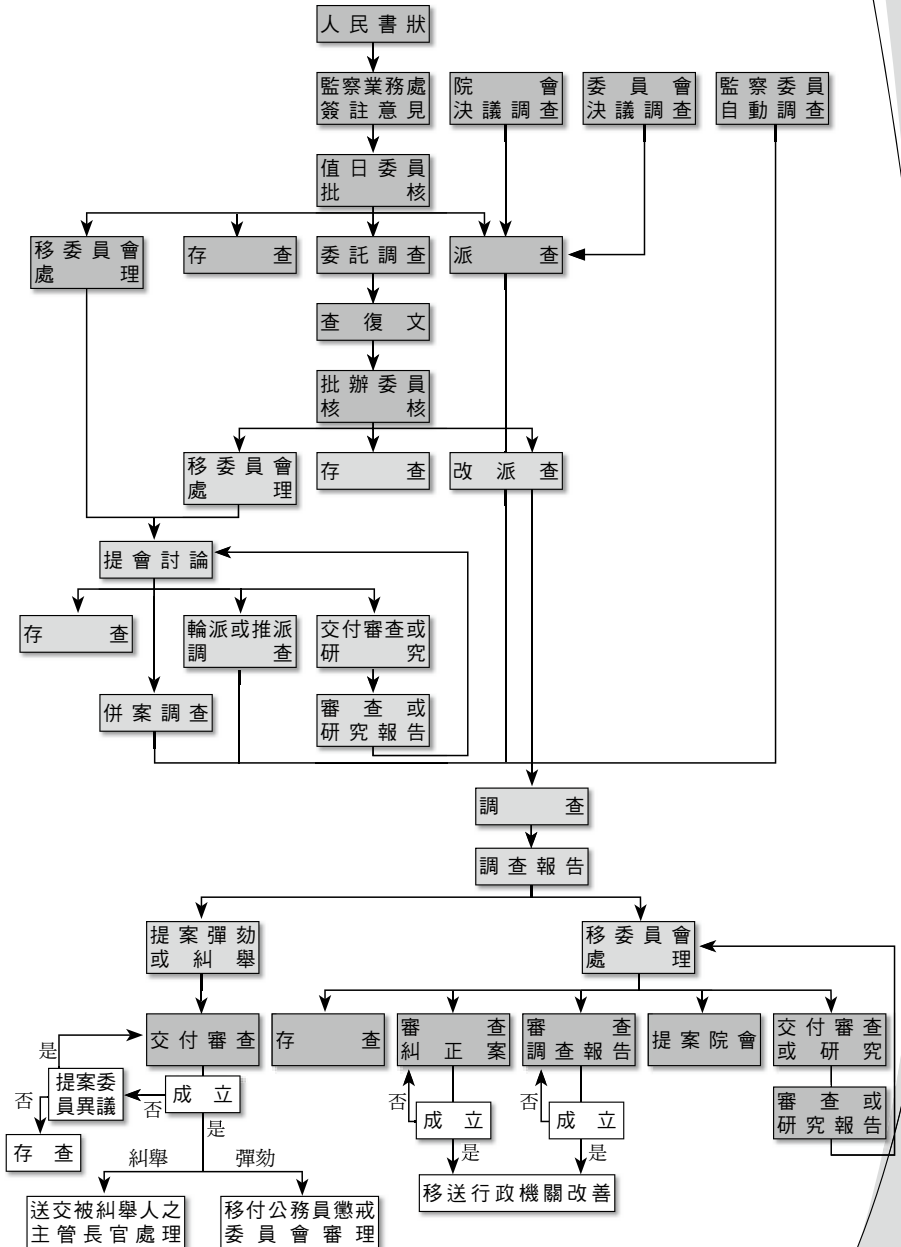 人民書狀
監察業務處
簽註意見
院會
決議調查
委員會
決議調查
監察委員
自動調查
值日委員
批核
移委員會
處理
存查
委託調查
派查
查復文
批辦委員
核核
移委員會
處理
存查
改派查
提會討論
存查
輪派或推派
調查
交付審查或
研究
併案調查
審查或
研究報告
調查
調查報告
提案彈劾
或糾舉
移委員會
處理
交付審查
存查
審查
糾正案
審查
調查報告
提案院會
交付審查
或研究
是
提案委
員異議
否
否
成立
是
存查
否
成立
是
否
成立
是
審查或
研究報告
移送行政機關改善
糾舉
彈劾
送交被糾舉人之
主管長官處理
移付公務員懲戒
委員會審理